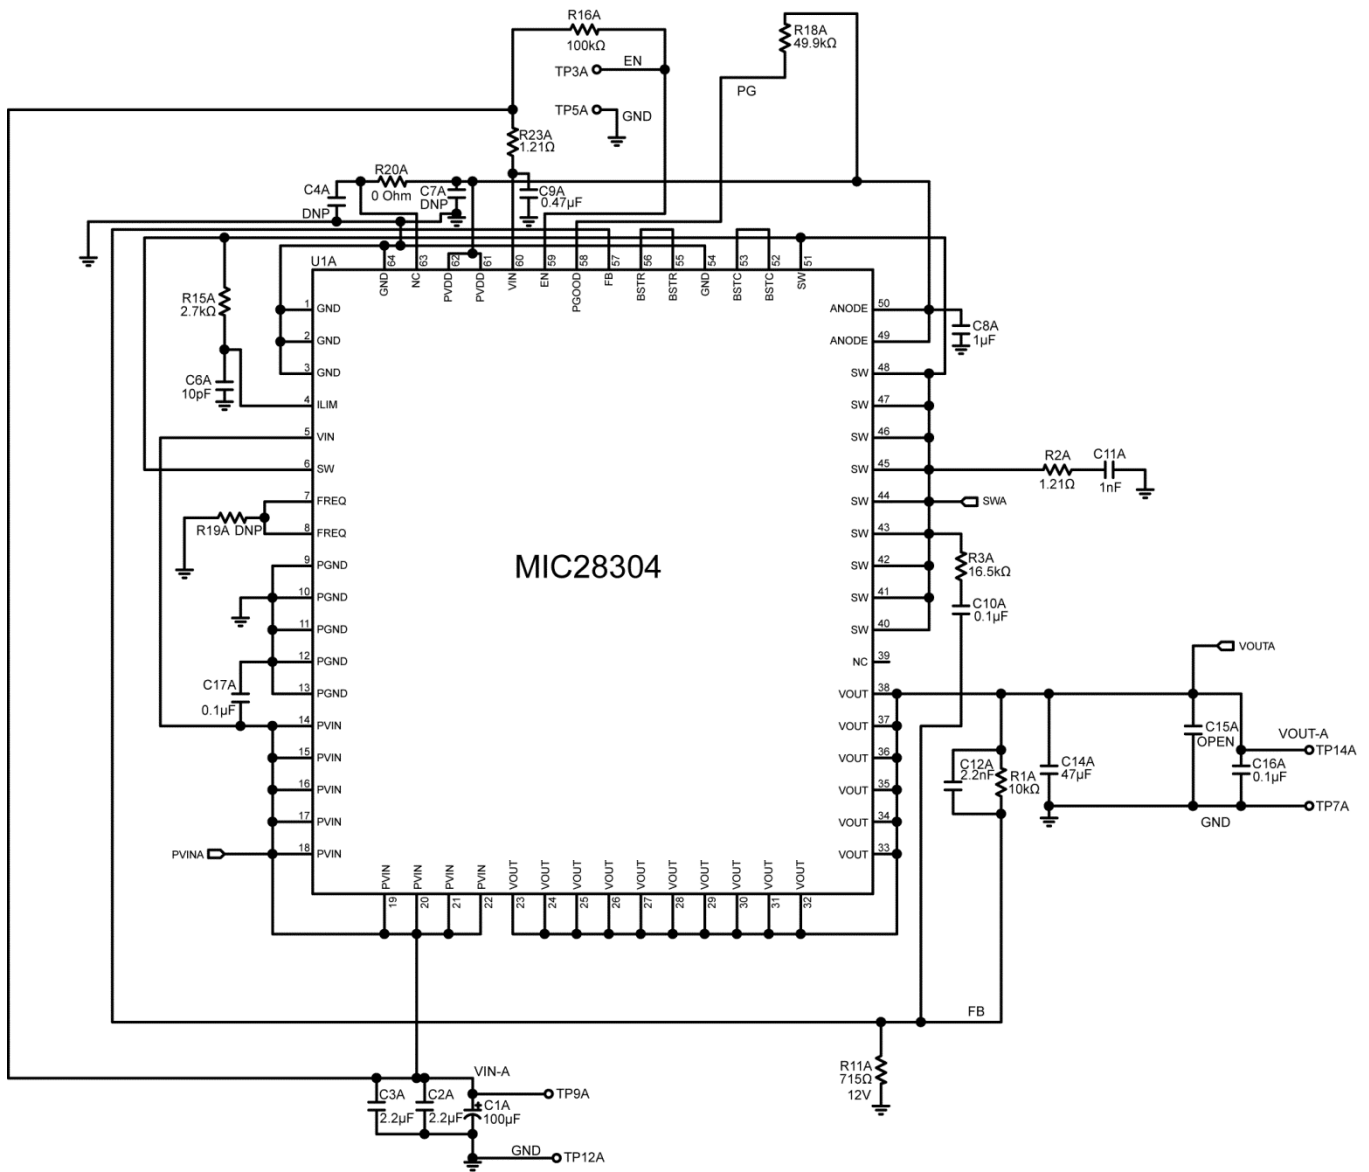 R16A
100kΩ
R18A
49.9kΩ
TP3A
EN
PG
TP5A
GND
R23A
1.21Ω
R20A
0 Ohm
C4A
DNP
C7A
DNP
C9A
0.47µF
U1A
GND 64
NC 63
PVDD 62
PVDD 61
VIN 60
EN 59
PGOOD 58
FB 57
BSTR 56
BSTR 55
GND 54
BSTC 53
BSTC 52
SW 51
R15A
2.7kΩ
C6A
10pF
1 GND
2 GND
3 GND
4 ILIM
5 VIN
6 SW
7 FREQ
8 FREQ
R19A DNP
9 PGND
10 PGND
11 PGND
12 PGND
13 PGND
C17A
0.1µF
14 PVIN
15 PVIN
16 PVIN
17 PVIN
18 PVIN
PVINA
MIC28304
ANODE 50
ANODE 49
C8A
1µF
SW 48
SW 47
SW 46
SW 45
SW 44
SW 43
SW 42
SW 41
SW 40
NC 39
VOUT 38
VOUT 37
VOUT 36
VOUT 35
VOUT 34
VOUT 33
R2A
1.21Ω
C11A
1nF
SWA
R3A
16.5kΩ
C10A
0.1µF
VOUTA
C15A
OPEN
VOUT-A
TP14A
C12A
2.2nF
R1A
10kΩ
C14A
47µF
C16A
0.1µF
GND
TP7A
PVIN 19
PVIN 20
PVIN 21
PVIN 22
VOUT 23
VOUT 24
VOUT 25
VOUT 26
VOUT 27
VOUT 28
VOUT 29
VOUT 30
VOUT 31
VOUT 32
FB
R11A
715Ω
12V
VIN-A
TP9A
C3A
2.2µF
C2A
2.2µF
C1A
100µF
+
GND
TP12A